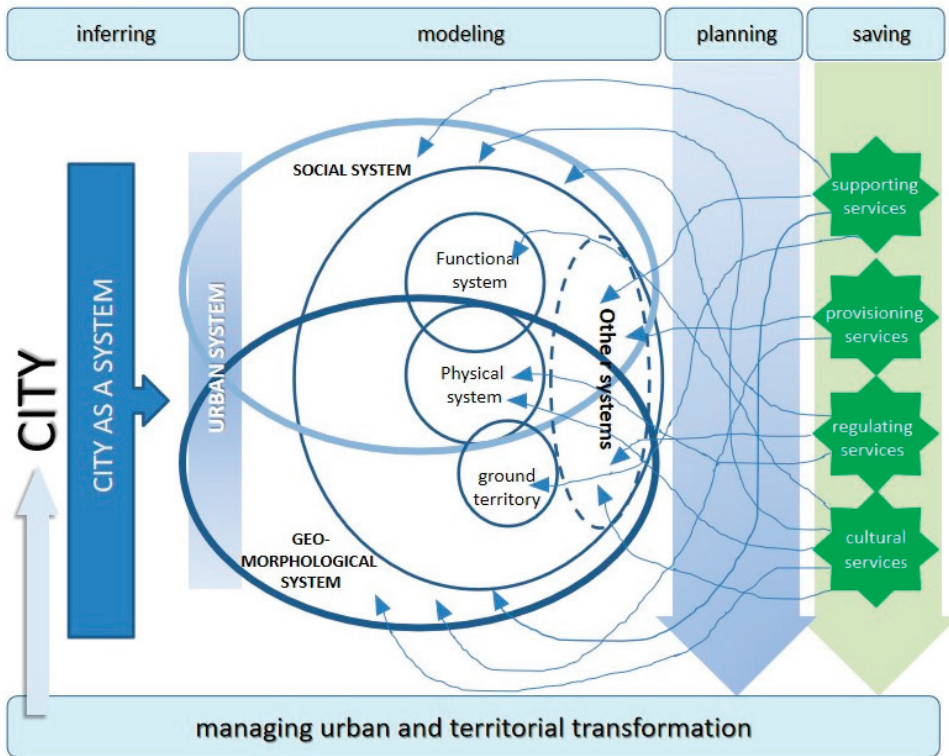 inferring
modeling
planning
saving
CITY
CITY AS A SYSTEM
URBAN SYSTEM
SOCIAL SYSTEM
Functional
system
Physical
system
ground
territory
Other systems
GEO-
MORPHOLOGICAL
SYSTEM
supporting
services
provisioning
services
regulating
services
cultural
services
managing urban and territorial transformation